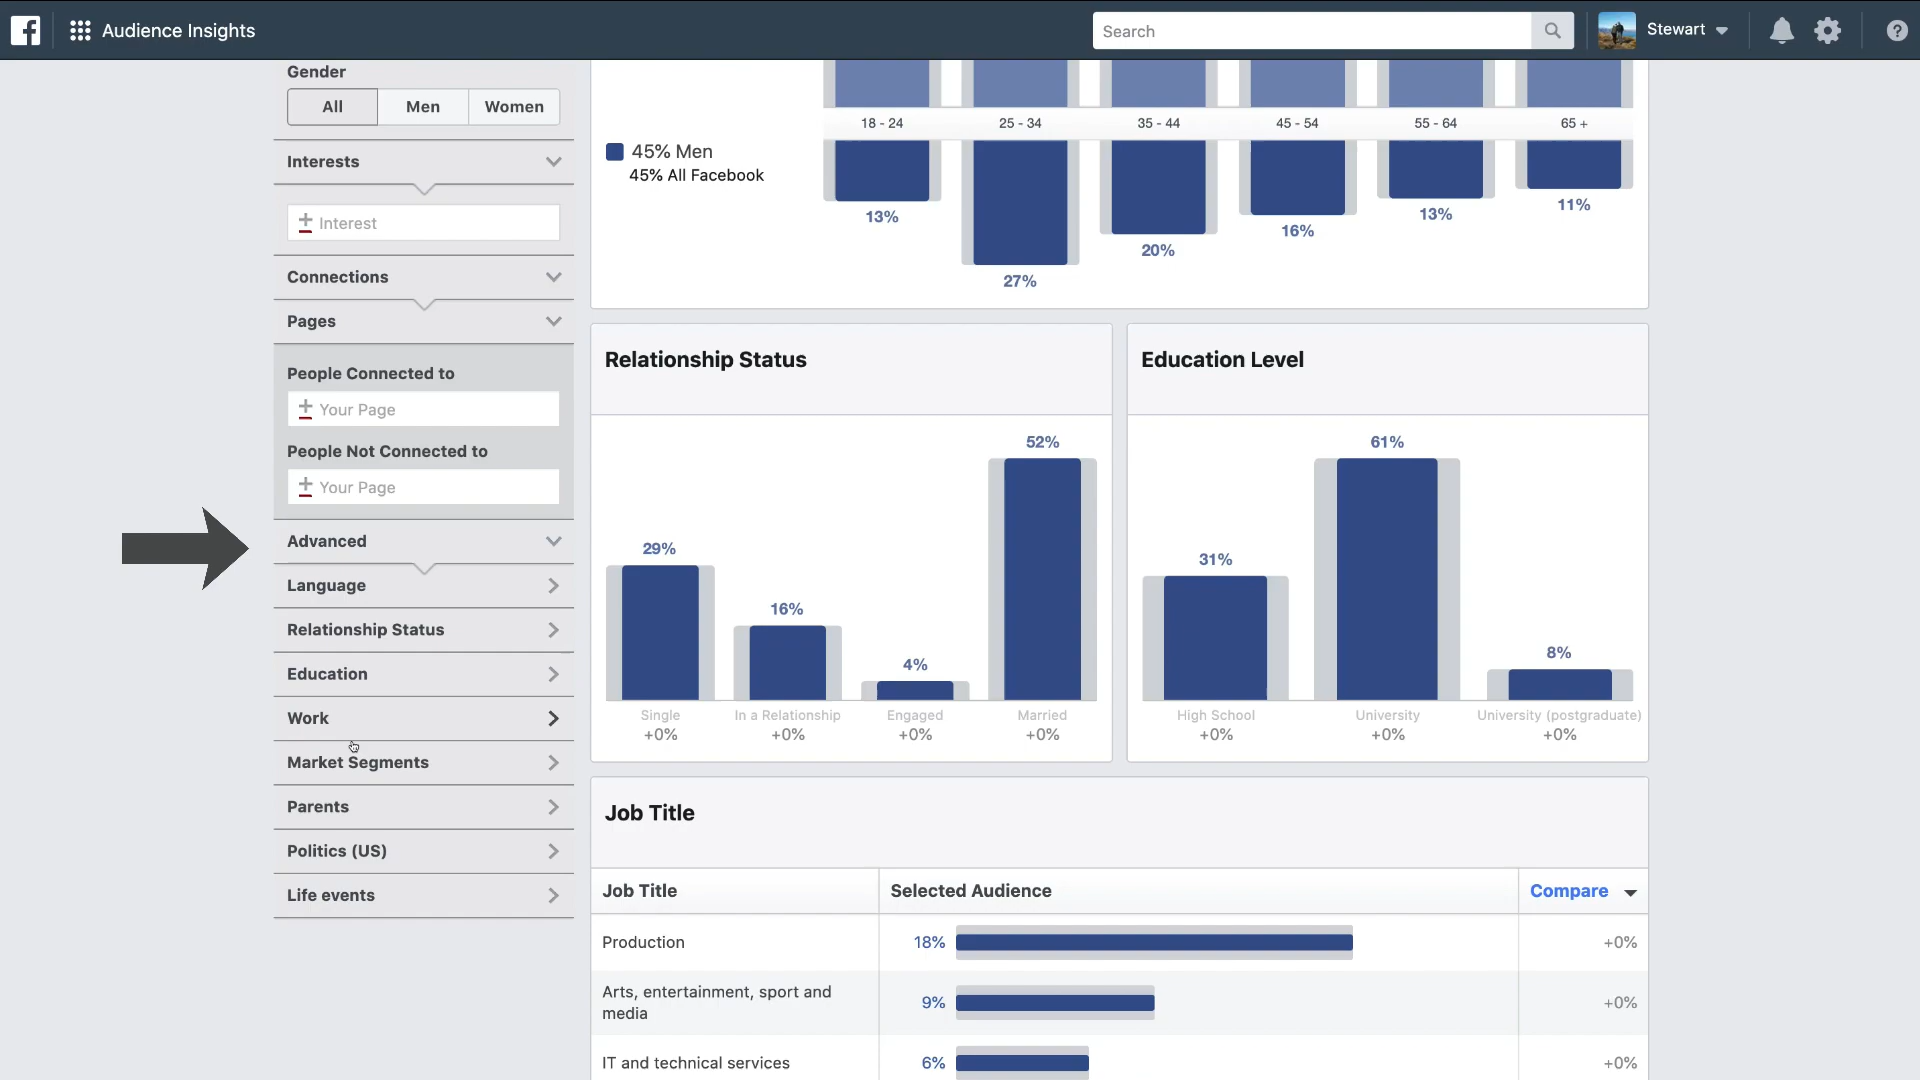 Audience Insights
Search
Stewart
Gender
All
Men
Women
Interests
Interest
Connections
Pages
People Connected to
Your Page
People Not Connected to
Your Page
Advanced
Language
Relationship Status
Education
Work
Market Segments
Parents
Politics (US)
Life events
45% Men
45% All Facebook
18 - 24
25 - 34
35 - 44
45 - 54
55 - 64
65 +
13%
27%
20%
16%
13%
11%
Relationship Status
29%
16%
4%
52%
Single
In a Relationship
Engaged
Married
+0%
+0%
+0%
+0%
Education Level
31%
61%
8%
High School
University
University (postgraduate)
+0%
+0%
+0%
Job Title
Job Title
Selected Audience
Compare
Production
18%
+0%
Arts, entertainment, sport and
media
9%
+0%
IT and technical services
6%
+0%